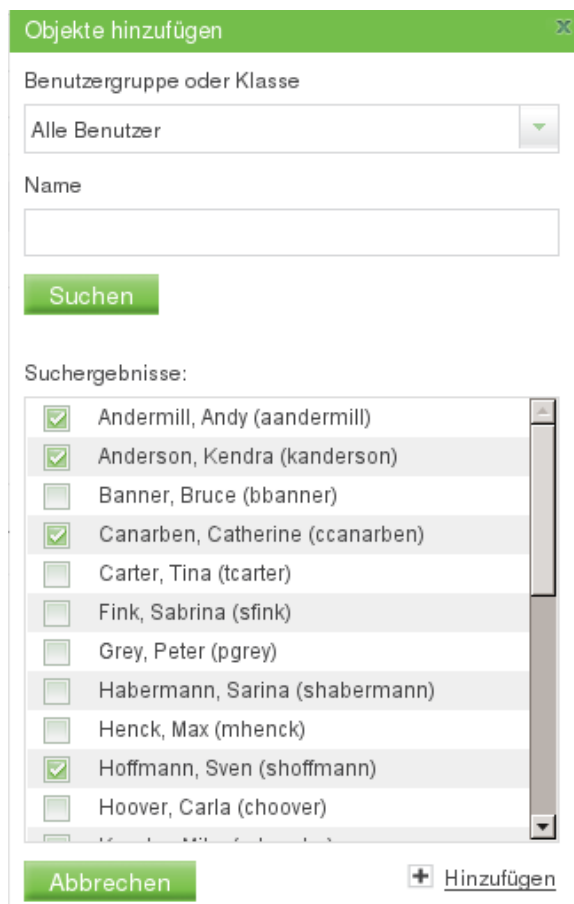 Objekte hinzufügen
x
Benutzergruppe oder Klasse
Alle Benutzer
Name
Suchen
Suchergebnisse:
Andermill, Andy (aandermill)
Anderson, Kendra (kanderson)
Banner, Bruce (bbanner)
Canarben, Catherine (ccanarben)
Carter, Tina (tcarter)
Fink, Sabrina (sfink)
Grey, Peter (pgrey)
Habermann, Sarina (shabermann)
Henck, Max (mhenck)
Hoffmann, Sven (shoffmann)
Hoover, Carla (choover)
Abbrechen
Hinzufügen